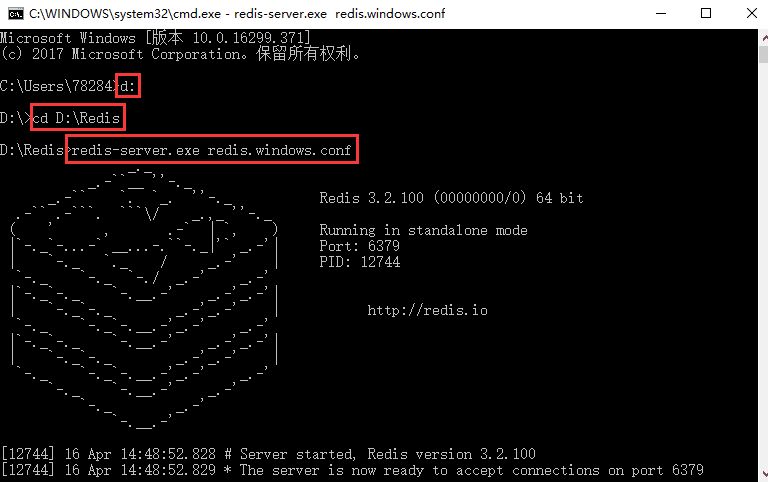 C:\WINDOWS\system32\cmd.exe - redis-server.exe  redis.windows.conf
Microsoft Windows [版本 10.0.16299.371]
(c) 2017 Microsoft Corporation。保留所有权利。
C:\Users\78284>d:
D:\>cd D:\Redis
D:\Redis>redis-server.exe redis.windows.conf
Redis 3.2.100 (00000000/0) 64 bit
Running in standalone mode
Port: 6379
PID: 12744
http://redis.io
[12744] 16 Apr 14:48:52.828 # Server started, Redis version 3.2.100
[12744] 16 Apr 14:48:52.829 * The server is now ready to accept connections on port 6379